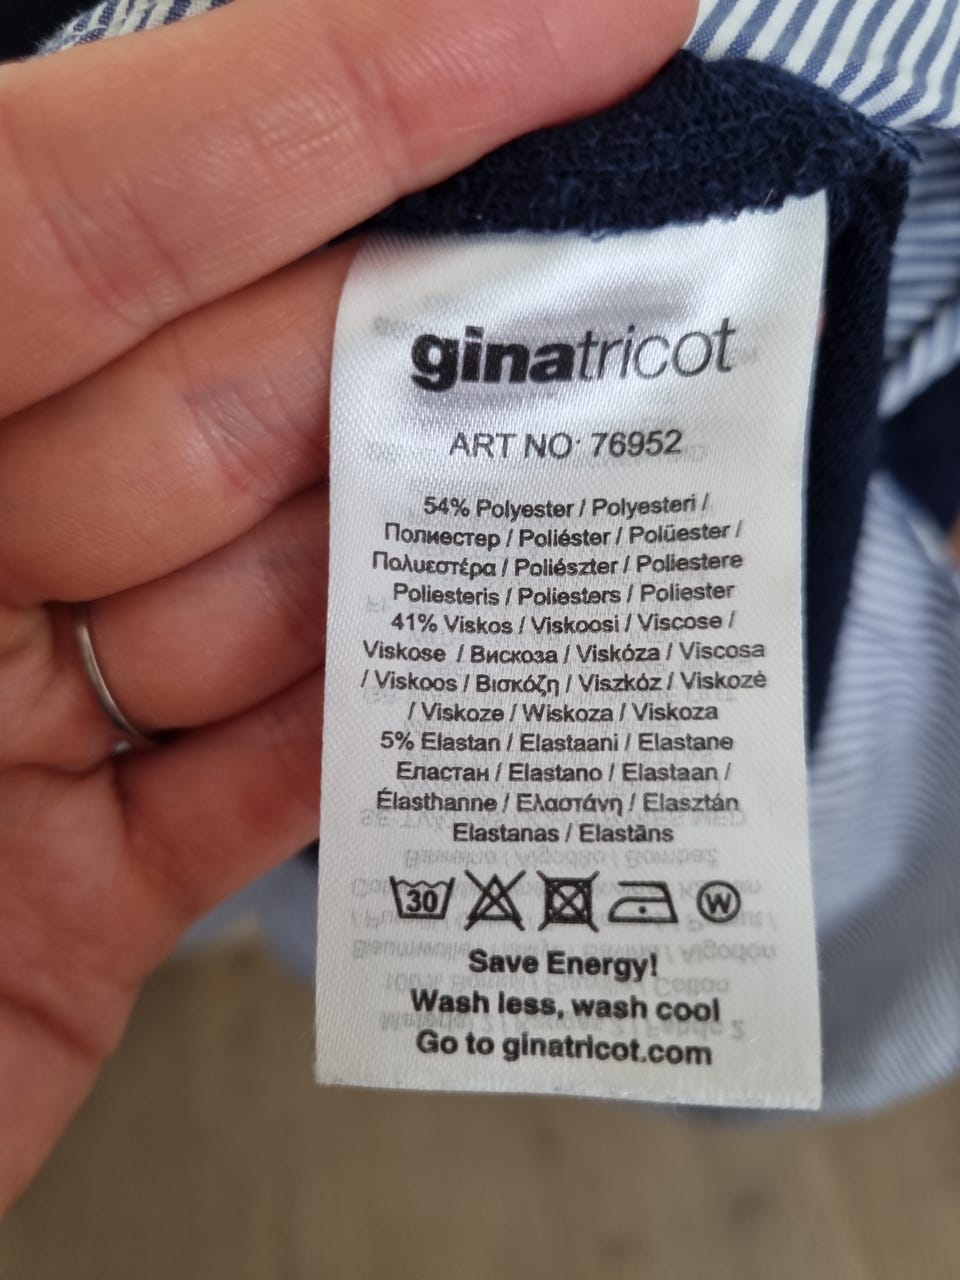 ginatricot
ART NO: 76952
54% Polyester / Polyesteri /
Полиестер / Poliéster / Polüester /
Πολυεστέρα / Poliészter / Poliestere
Poliesteris / Poliesters / Poliester
41% Viskos / Viskoosi / Viscose /
Viskose / Вискоза / Viskóza / Viscosa
/ Viskoos / Βισκόζη / Viszkóz / Viskozė
/ Viskoze / Wiskoza / Viskoza
5% Elastan / Elastaani / Elastane
Еластан / Elastano / Elastaan /
Élasthanne / Ελαστάνη / Elasztán
Elastanas / Elastāns
30 W
Save Energy!
Wash less, wash cool
Go to ginatricot.com